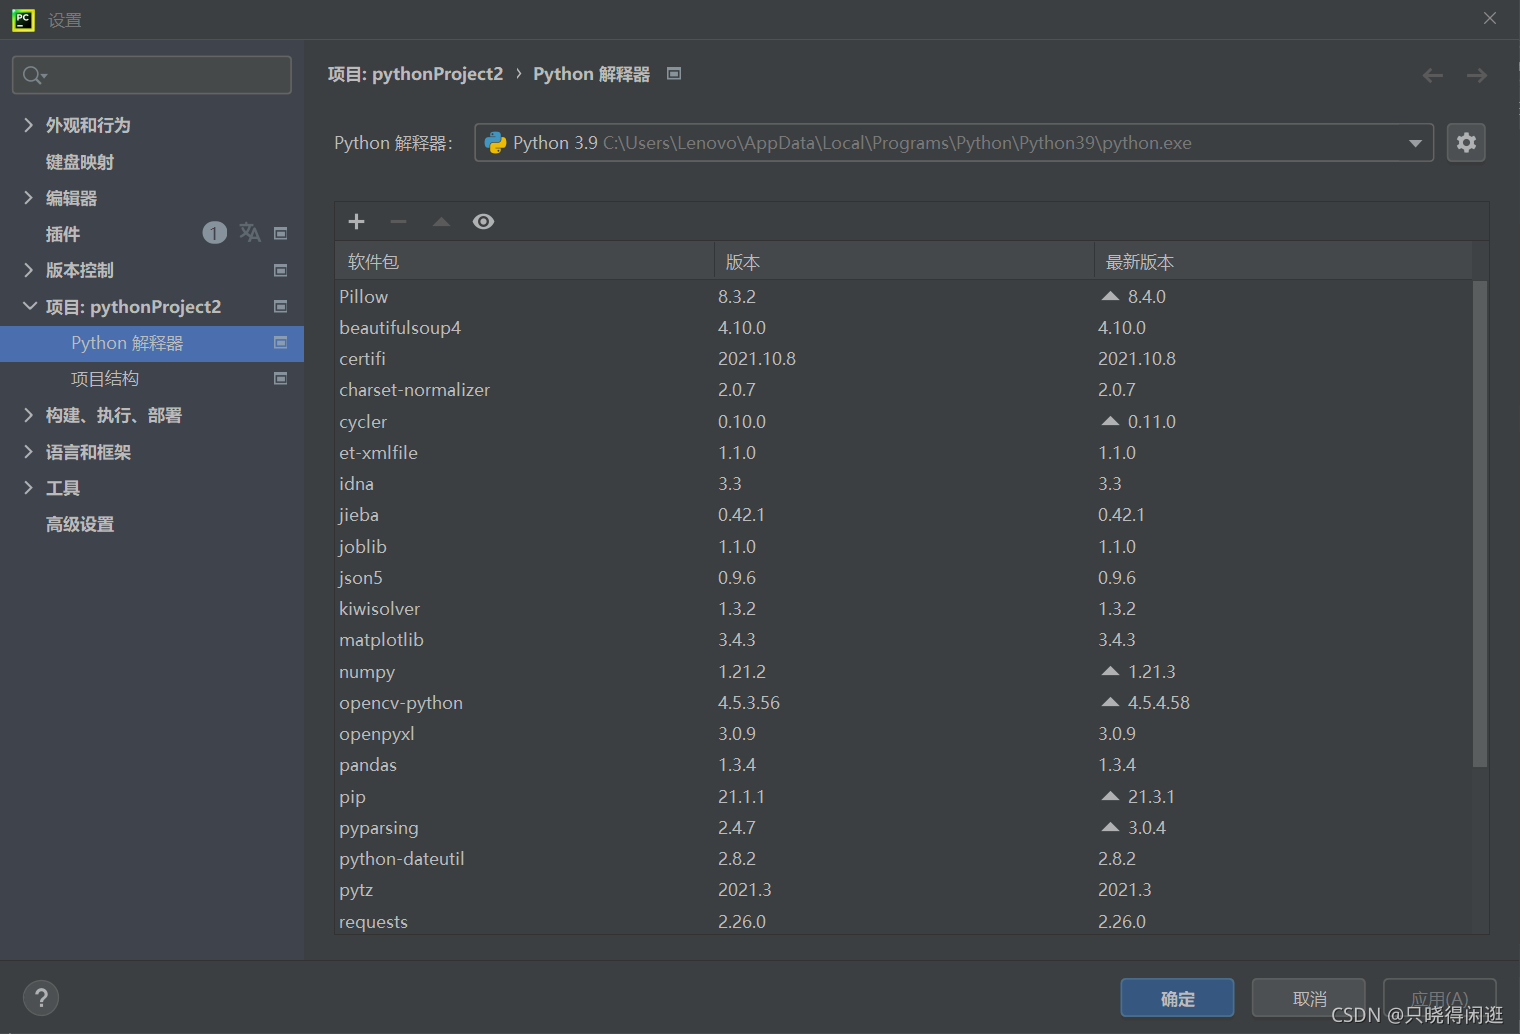 PC 设置
项目: pythonProject2 › Python 解释器
外观和行为
键盘映射
编辑器
插件 1
版本控制
项目: pythonProject2
Python 解释器
项目结构
构建、执行、部署
语言和框架
工具
高级设置
Python 解释器: Python 3.9 C:\Users\Lenovo\AppData\Local\Programs\Python\Python39\python.exe
软件包 版本 最新版本
Pillow 8.3.2 8.4.0
beautifulsoup4 4.10.0 4.10.0
certifi 2021.10.8 2021.10.8
charset-normalizer 2.0.7 2.0.7
cycler 0.10.0 0.11.0
et-xmlfile 1.1.0 1.1.0
idna 3.3 3.3
jieba 0.42.1 0.42.1
joblib 1.1.0 1.1.0
json5 0.9.6 0.9.6
kiwisolver 1.3.2 1.3.2
matplotlib 3.4.3 3.4.3
numpy 1.21.2 1.21.3
opencv-python 4.5.3.56 4.5.4.58
openpyxl 3.0.9 3.0.9
pandas 1.3.4 1.3.4
pip 21.1.1 21.3.1
pyparsing 2.4.7 3.0.4
python-dateutil 2.8.2 2.8.2
pytz 2021.3 2021.3
requests 2.26.0 2.26.0
? 确定 取消 应用(A)
CSDN @只晓得闲逛